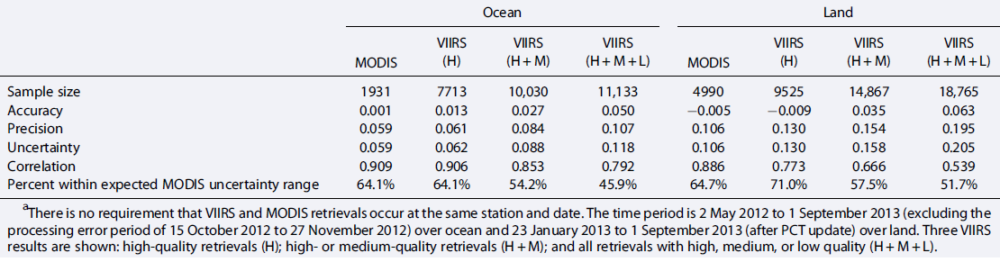 Ocean Land
MODIS VIIRS (H) VIIRS (H + M) VIIRS (H + M + L) MODIS VIIRS (H) VIIRS (H + M) VIIRS (H + M + L)
Sample size 1931 7713 10,030 11,133 4990 9525 14,867 18,765
Accuracy 0.001 0.013 0.027 0.050 −0.005 −0.009 0.035 0.063
Precision 0.059 0.061 0.084 0.107 0.106 0.130 0.154 0.195
Uncertainty 0.059 0.062 0.088 0.118 0.106 0.130 0.158 0.205
Correlation 0.909 0.906 0.853 0.792 0.886 0.773 0.666 0.539
Percent within expected MODIS uncertainty range 64.1% 64.1% 54.2% 45.9% 64.7% 71.0% 57.5% 51.7%
aThere is no requirement that VIIRS and MODIS retrievals occur at the same station and date. The time period is 2 May 2012 to 1 September 2013 (excluding the
processing error period of 15 October 2012 to 27 November 2012) over ocean and 23 January 2013 to 1 September 2013 (after PCT update) over land. Three VIIRS
results are shown: high-quality retrievals (H); high- or medium-quality retrievals (H + M); and all retrievals with high, medium, or low quality (H + M + L).